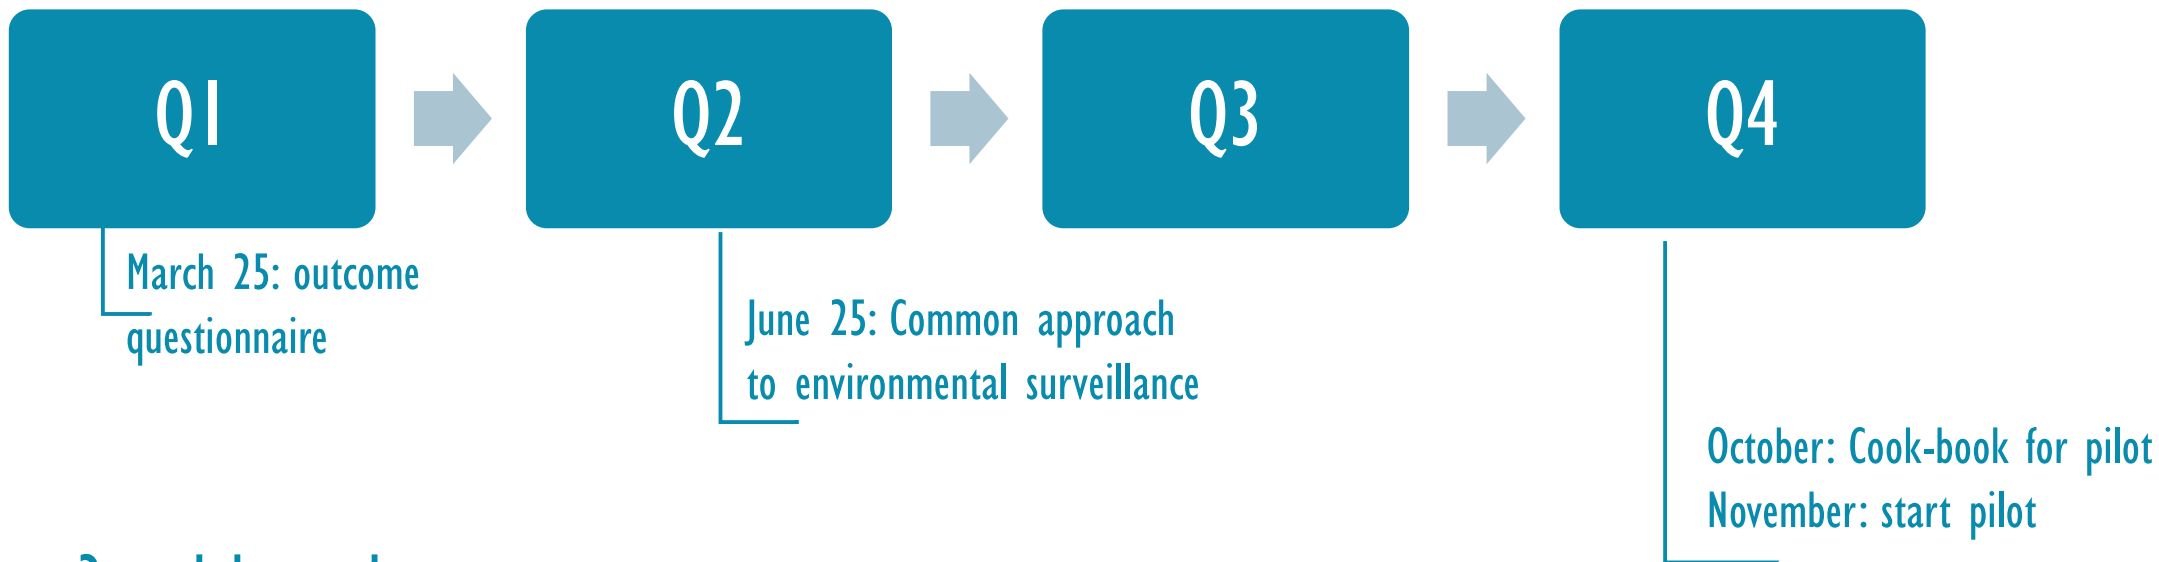 Q1
Q2
Q3
Q4
March 25: outcome
questionnaire
June 25: Common approach
to environmental surveillance
October: Cook-book for pilot
November: start pilot